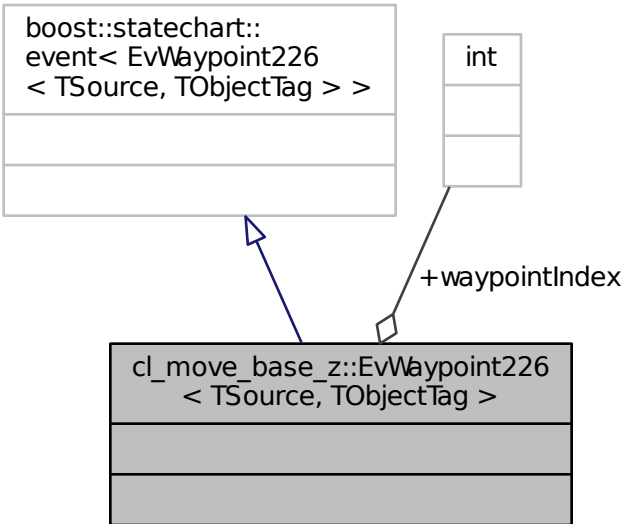 boost::statechart::
event< EvWaypoint226
< TSource, TObjectTag > >
int
+waypointIndex
cl_move_base_z::EvWaypoint226
< TSource, TObjectTag >